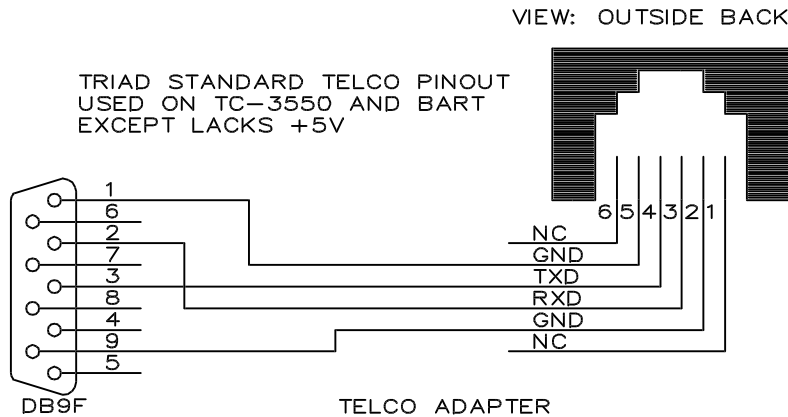 VIEW: OUTSIDE BACK
TRIAD STANDARD TELCO PINOUT
USED ON TC-3550 AND BART
EXCEPT LACKS +5V
1
6
2
7
3
8
4
9
5
6 5 4 3 2 1
NC
GND
TXD
RXD
GND
NC
DB9F
TELCO ADAPTER